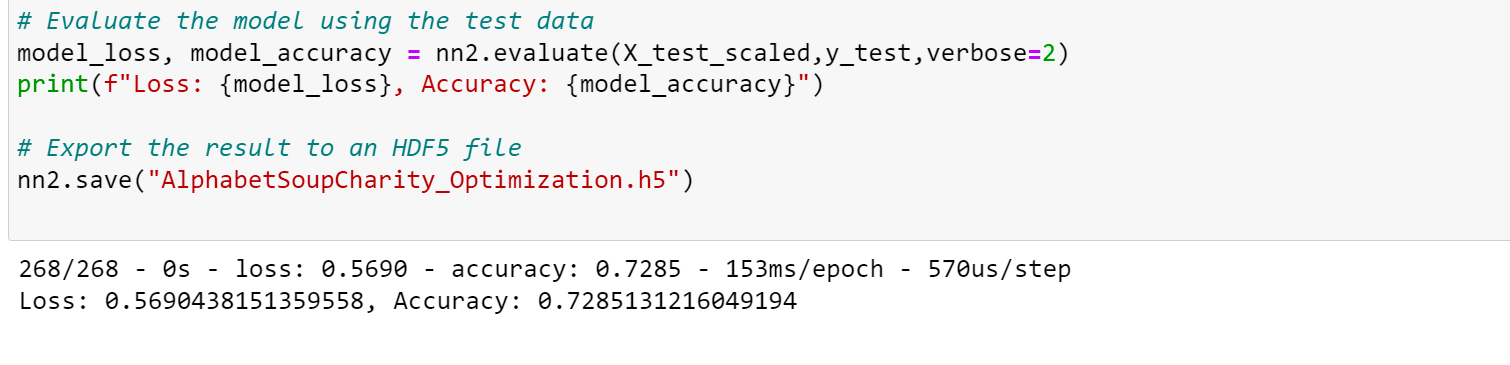 # Evaluate the model using the test data
model_loss, model_accuracy = nn2.evaluate(X_test_scaled,y_test,verbose=2)
print(f"Loss: {model_loss}, Accuracy: {model_accuracy}")
# Export the result to an HDF5 file
nn2.save("AlphabetSoupCharity_Optimization.h5")
268/268 - 0s - loss: 0.5690 - accuracy: 0.7285 - 153ms/epoch - 570us/step
Loss: 0.5690438151359558, Accuracy: 0.7285131216049194